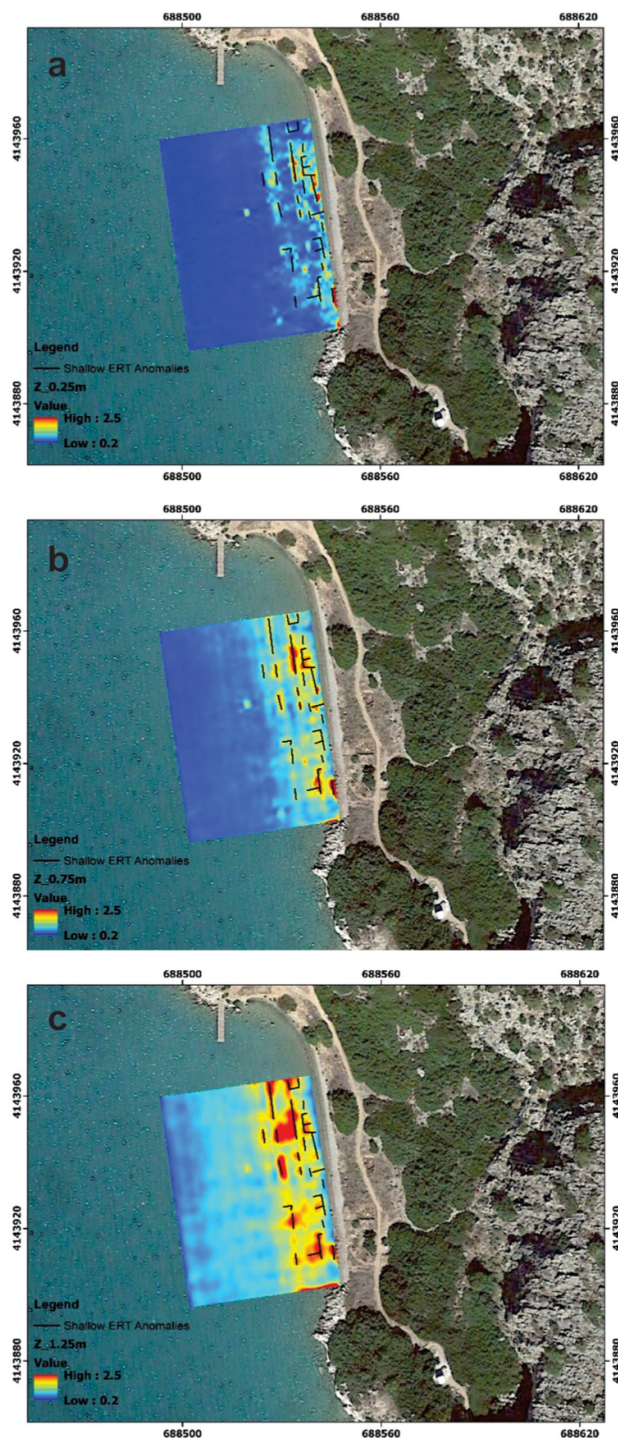 688500 688560 688620
a
4143960 4143960
4143920 4143920
4143880 4143880
Legend
Shallow ERT Anomalies
Z_0.25m
Value
High : 2.5
Low : 0.2
688500 688560 688620
688500 688560 688620
b
4143960 4143960
4143920 4143920
4143880 4143880
Legend
Shallow ERT Anomalies
Z_0.75m
Value
High : 2.5
Low : 0.2
688500 688560 688620
688500 688560 688620
c
4143960 4143960
4143920 4143920
4143880 4143880
Legend
Shallow ERT Anomalies
Z_1.25m
Value
High : 2.5
Low : 0.2
688500 688560 688620